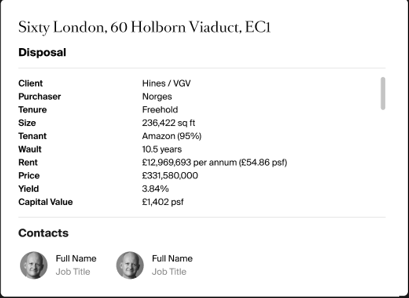 Sixty London, 60 Holborn Viaduct, EC1
Disposal
Client Hines / VGV
Purchaser Norges
Tenure Freehold
Size 236,422 sq ft
Tenant Amazon (95%)
Wault 10.5 years
Rent £12,969,693 per annum (£54.86 psf)
Price £331,580,000
Yield 3.84%
Capital Value £1,402 psf
Contacts
Full Name Full Name
Job Title Job Title